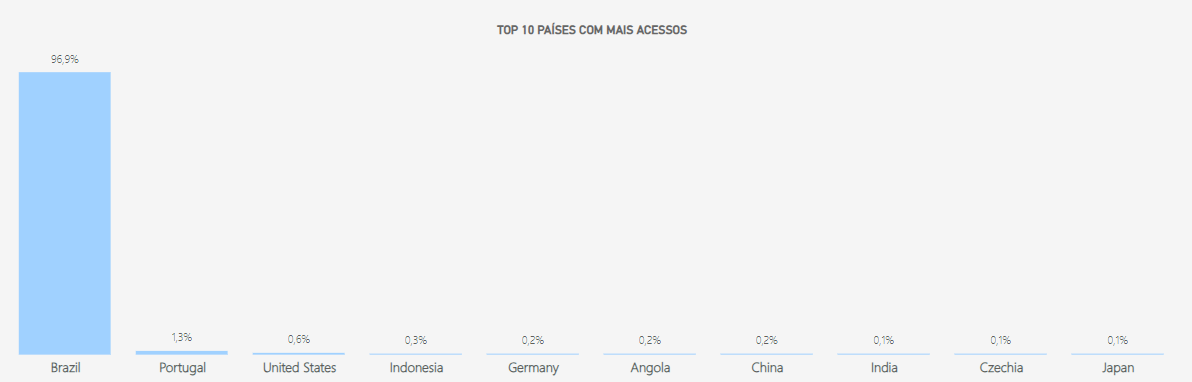 TOP 10 PAÍSES COM MAIS ACESSOS
96,9%
1,3%
0,6%
0,3%
0,2%
0,2%
0,2%
0,1%
0,1%
0,1%
Brazil
Portugal
United States
Indonesia
Germany
Angola
China
India
Czechia
Japan